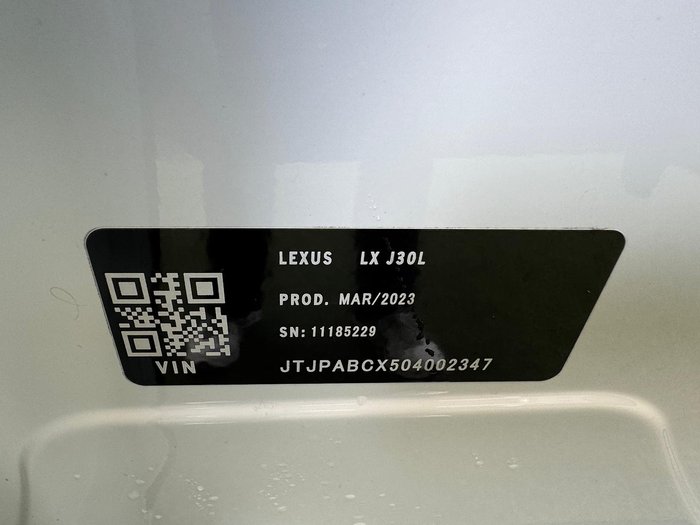 LEXUS LX J30L
PROD. MAR/2023
SN: 11185229
VIN JTJPABCX504002347